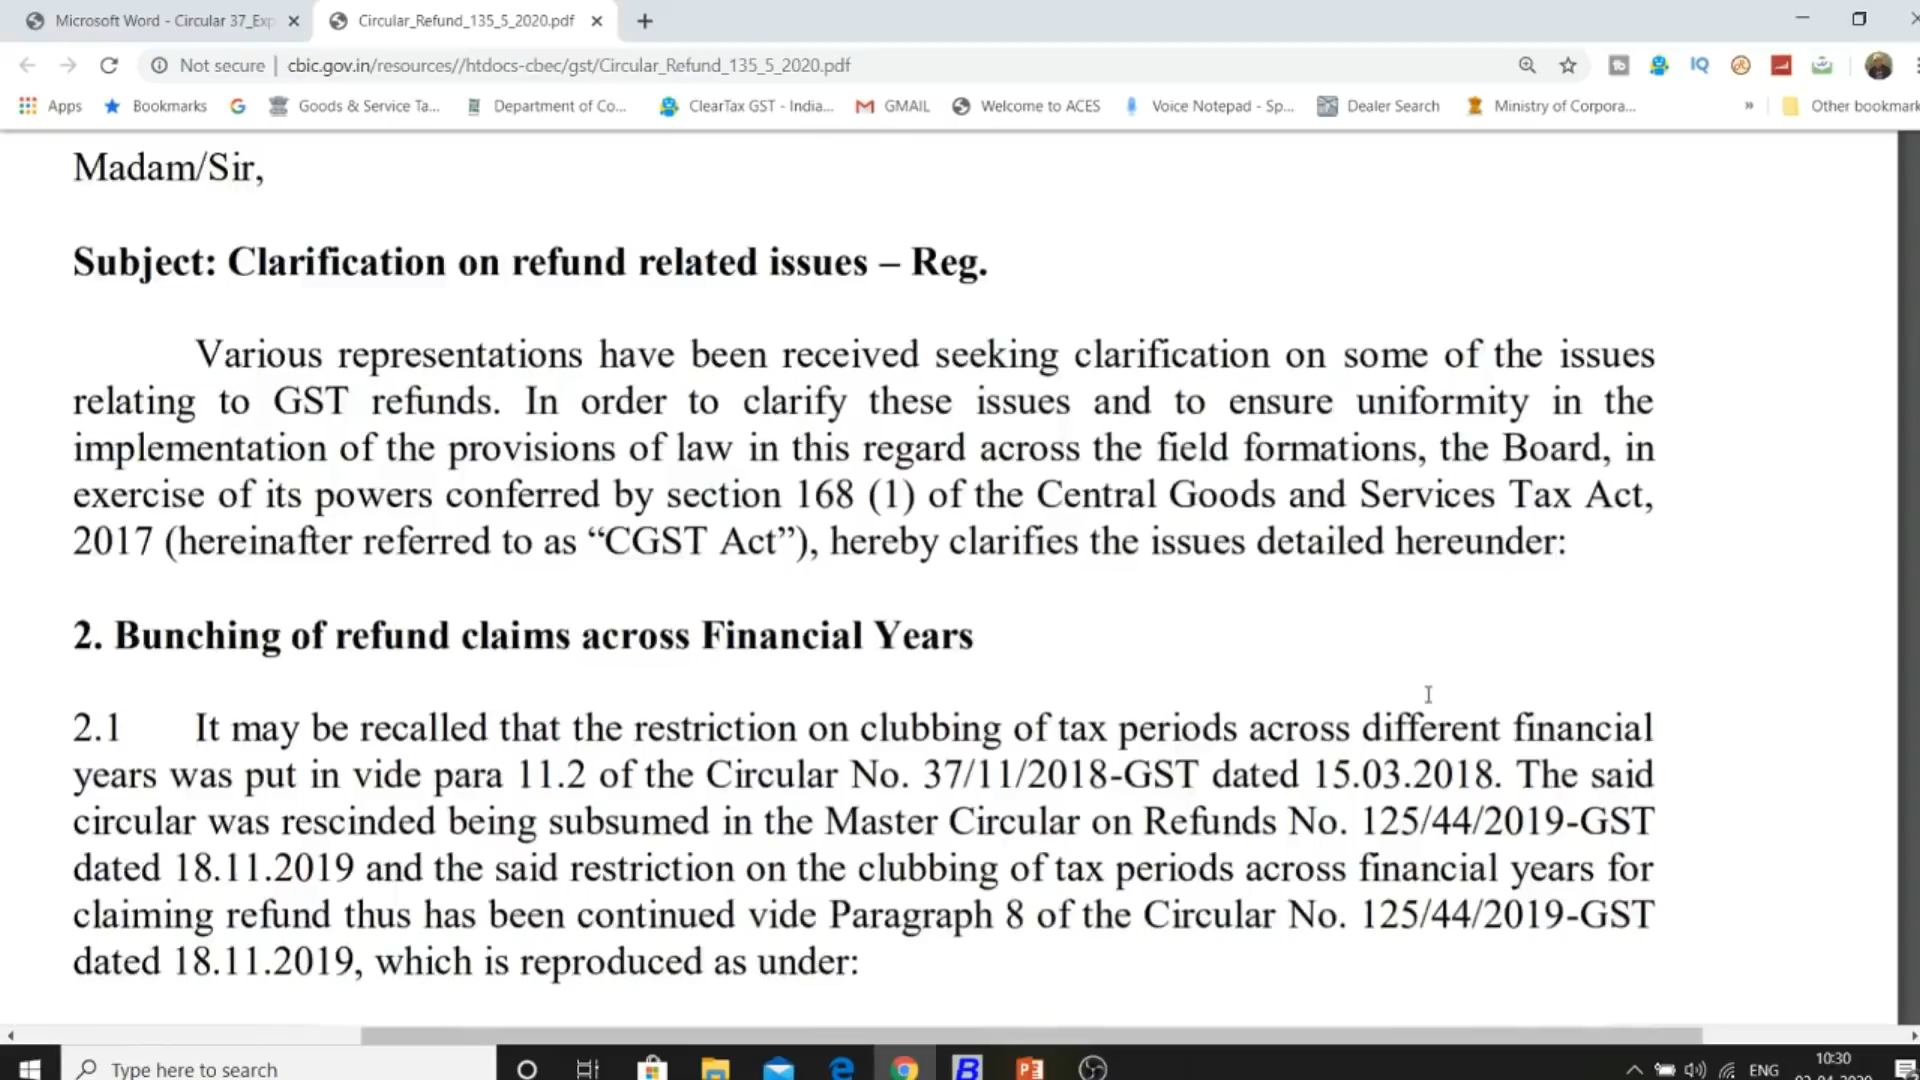 Microsoft Word - Circular 37_Exp
Circular_Refund_135_5_2020.pdf
Not secure
cbic.gov.in/resources//htdocs-cbec/gst/Circular_Refund_135_5_2020.pdf
IQ
Apps
Bookmarks
Goods & Service Ta...
Department of Co...
ClearTax GST - India...
GMAIL
Welcome to ACES
Voice Notepad - Sp...
Dealer Search
Ministry of Corpora...
»
Other bookmark
Madam/Sir,
Subject: Clarification on refund related issues – Reg.
Various representations have been received seeking clarification on some of the issues
relating to GST refunds. In order to clarify these issues and to ensure uniformity in the
implementation of the provisions of law in this regard across the field formations, the Board, in
exercise of its powers conferred by section 168 (1) of the Central Goods and Services Tax Act,
2017 (hereinafter referred to as “CGST Act”), hereby clarifies the issues detailed hereunder:
2. Bunching of refund claims across Financial Years
2.1 It may be recalled that the restriction on clubbing of tax periods across different financial
years was put in vide para 11.2 of the Circular No. 37/11/2018-GST dated 15.03.2018. The said
circular was rescinded being subsumed in the Master Circular on Refunds No. 125/44/2019-GST
dated 18.11.2019 and the said restriction on the clubbing of tax periods across financial years for
claiming refund thus has been continued vide Paragraph 8 of the Circular No. 125/44/2019-GST
dated 18.11.2019, which is reproduced as under:
Type here to search
ENG
10:30